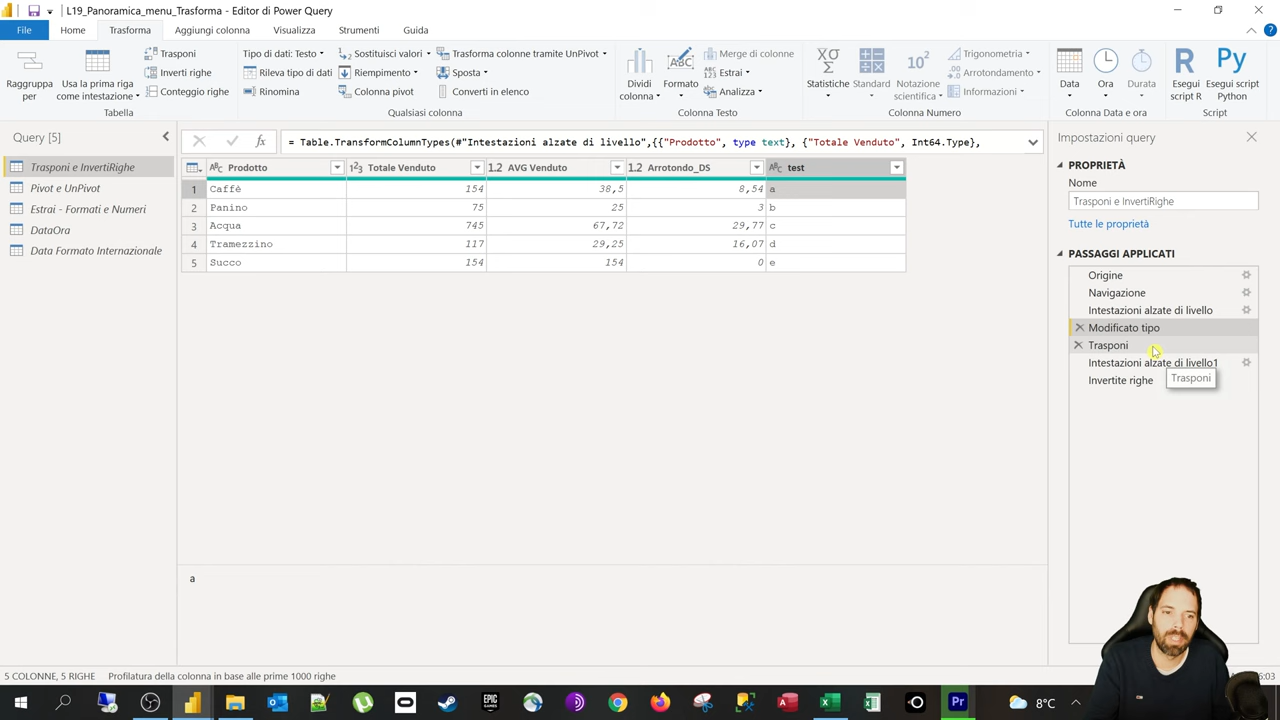 L19_Panoramica_menu_Trasforma - Editor di Power Query
File Home Trasforma Aggiungi colonna Visualizza Strumenti Guida
Raggruppa per
Usa la prima riga come intestazione
Trasponi
Inverti righe
Conteggio righe
Tabella
Tipo di dati: Testo
Rileva tipo di dati
Rinomina
Sostituisci valori
Riempimento
Colonna pivot
Trasforma colonna tramite UnPivot
Sposta
Converti in elenco
Qualsiasi colonna
Dividi colonna
Formato
Merge di colonne
Estrai
Analizza
Colonna Testo
Statistiche
Standard
Notazione scientifica
Trigonometria
Arrotondamento
Informazioni
Colonna Numero
Data
Ora
Durata
Colonna Data e ora
Esegui script R
Esegui script Python
Script
Query [5]
Trasponi e InvertiRighe
Pivot e UnPivot
Estrai - Formati e Numeri
DataOra
Data Formato Internazionale
= Table.TransformColumnTypes(#"Intestazioni alzate di livello",{{"Prodotto", type text}, {"Totale Venduto", Int64.Type},
Prodotto Totale Venduto AVG Venduto Arrotondo_DS test
1 Caffè 154 38,5 8,54 a
2 Panino 75 25 3 b
3 Acqua 745 67,72 29,77 c
4 Tramezzino 117 29,25 16,07 d
5 Succo 154 154 0 e
a
Impostazioni query
PROPRIETÀ
Nome
Trasponi e InvertiRighe
Tutte le proprietà
PASSAGGI APPLICATI
Origine
Navigazione
Intestazioni alzate di livello
Modificato tipo
Trasponi
Intestazioni alzate di livello1
Trasponi
Invertite righe
5 COLONNE, 5 RIGHE Profilatura della colonna in base alle prime 1000 righe
8°C